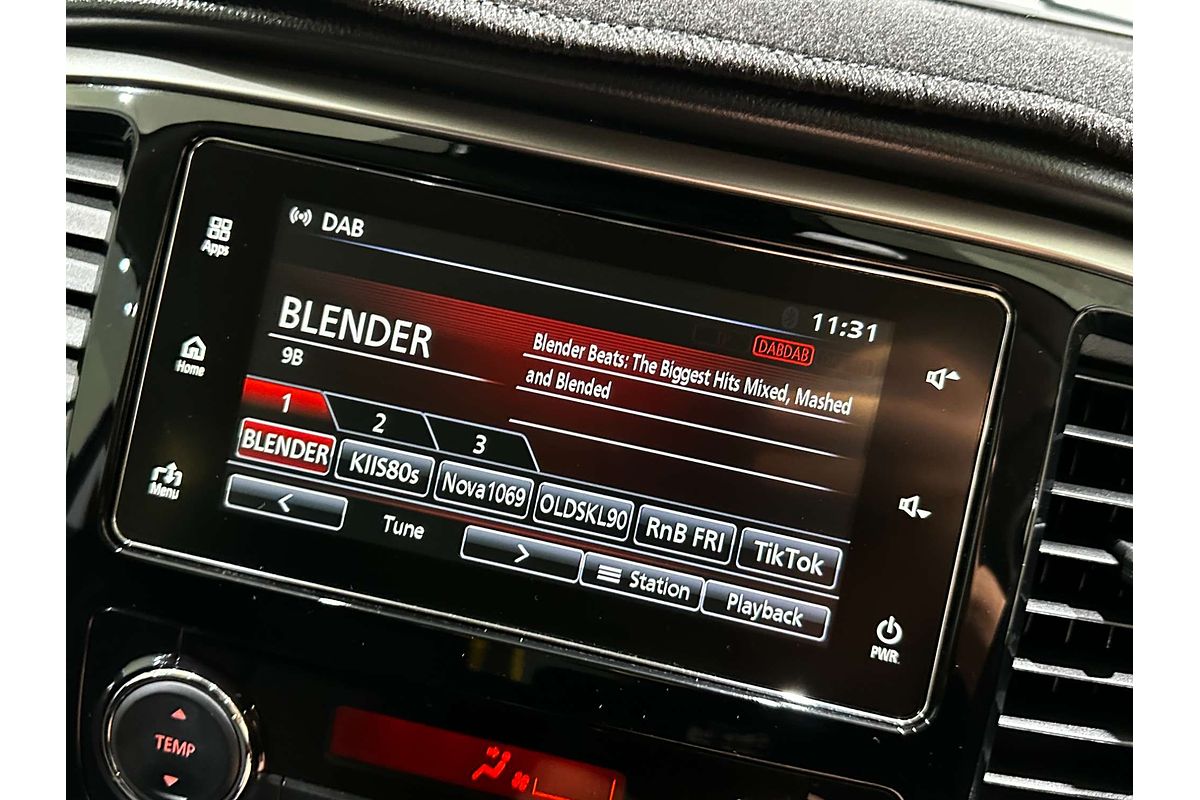 DAB
11:31
Apps
BLENDER
DABDAB
Blender Beats: The Biggest Hits Mixed, Mashed
and Blended
9B
Home
1 2 3
BLENDER KIIS80s Nova1069 OLDSKL90 RnB FRI TikTok
Menu
< Tune > Station Playback
PWR.
TEMP